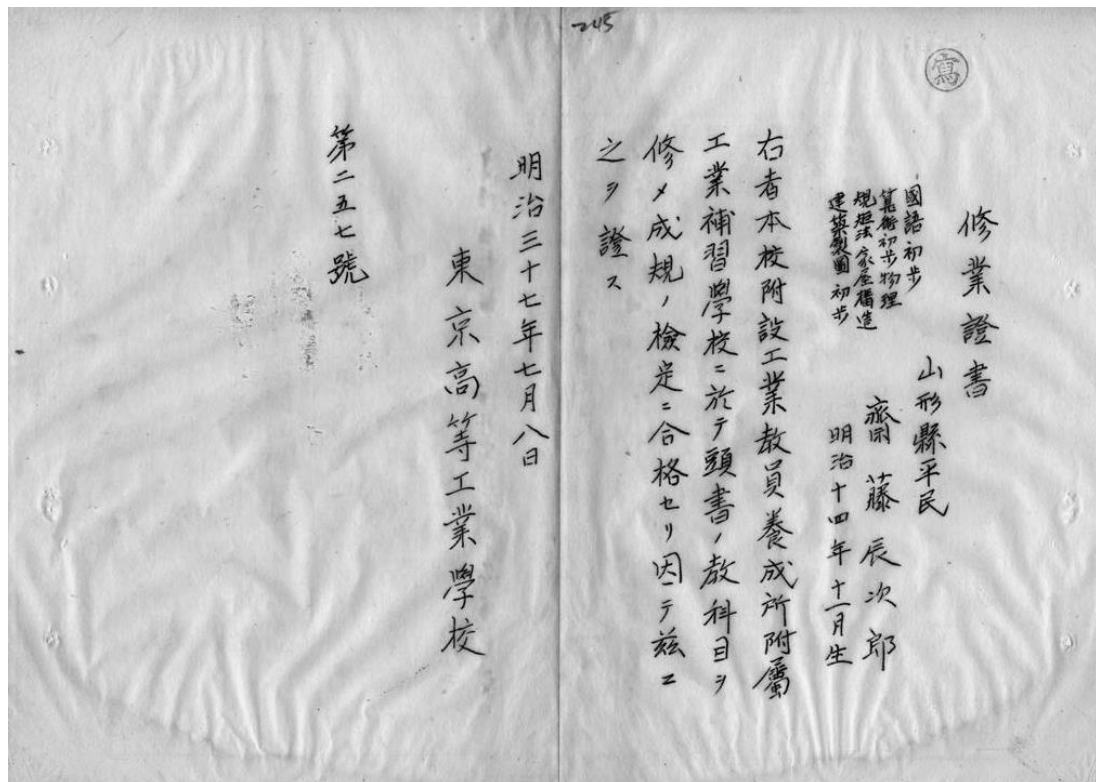 245
寫
修業證書
國語初步
算術初步物理
規矩法家屋構造
建築製圖初步
山形縣平民
齋藤辰次郎
明治十四年十一月生
右者本校附設工業教員養成所附屬
工業補習學校ニ於テ頭書ノ教科目ヲ
修メ成規ノ檢定ニ合格セリ因テ茲ニ
之ヲ證ス
明治三十七年七月八日
東京高等工業學校
第二五七號